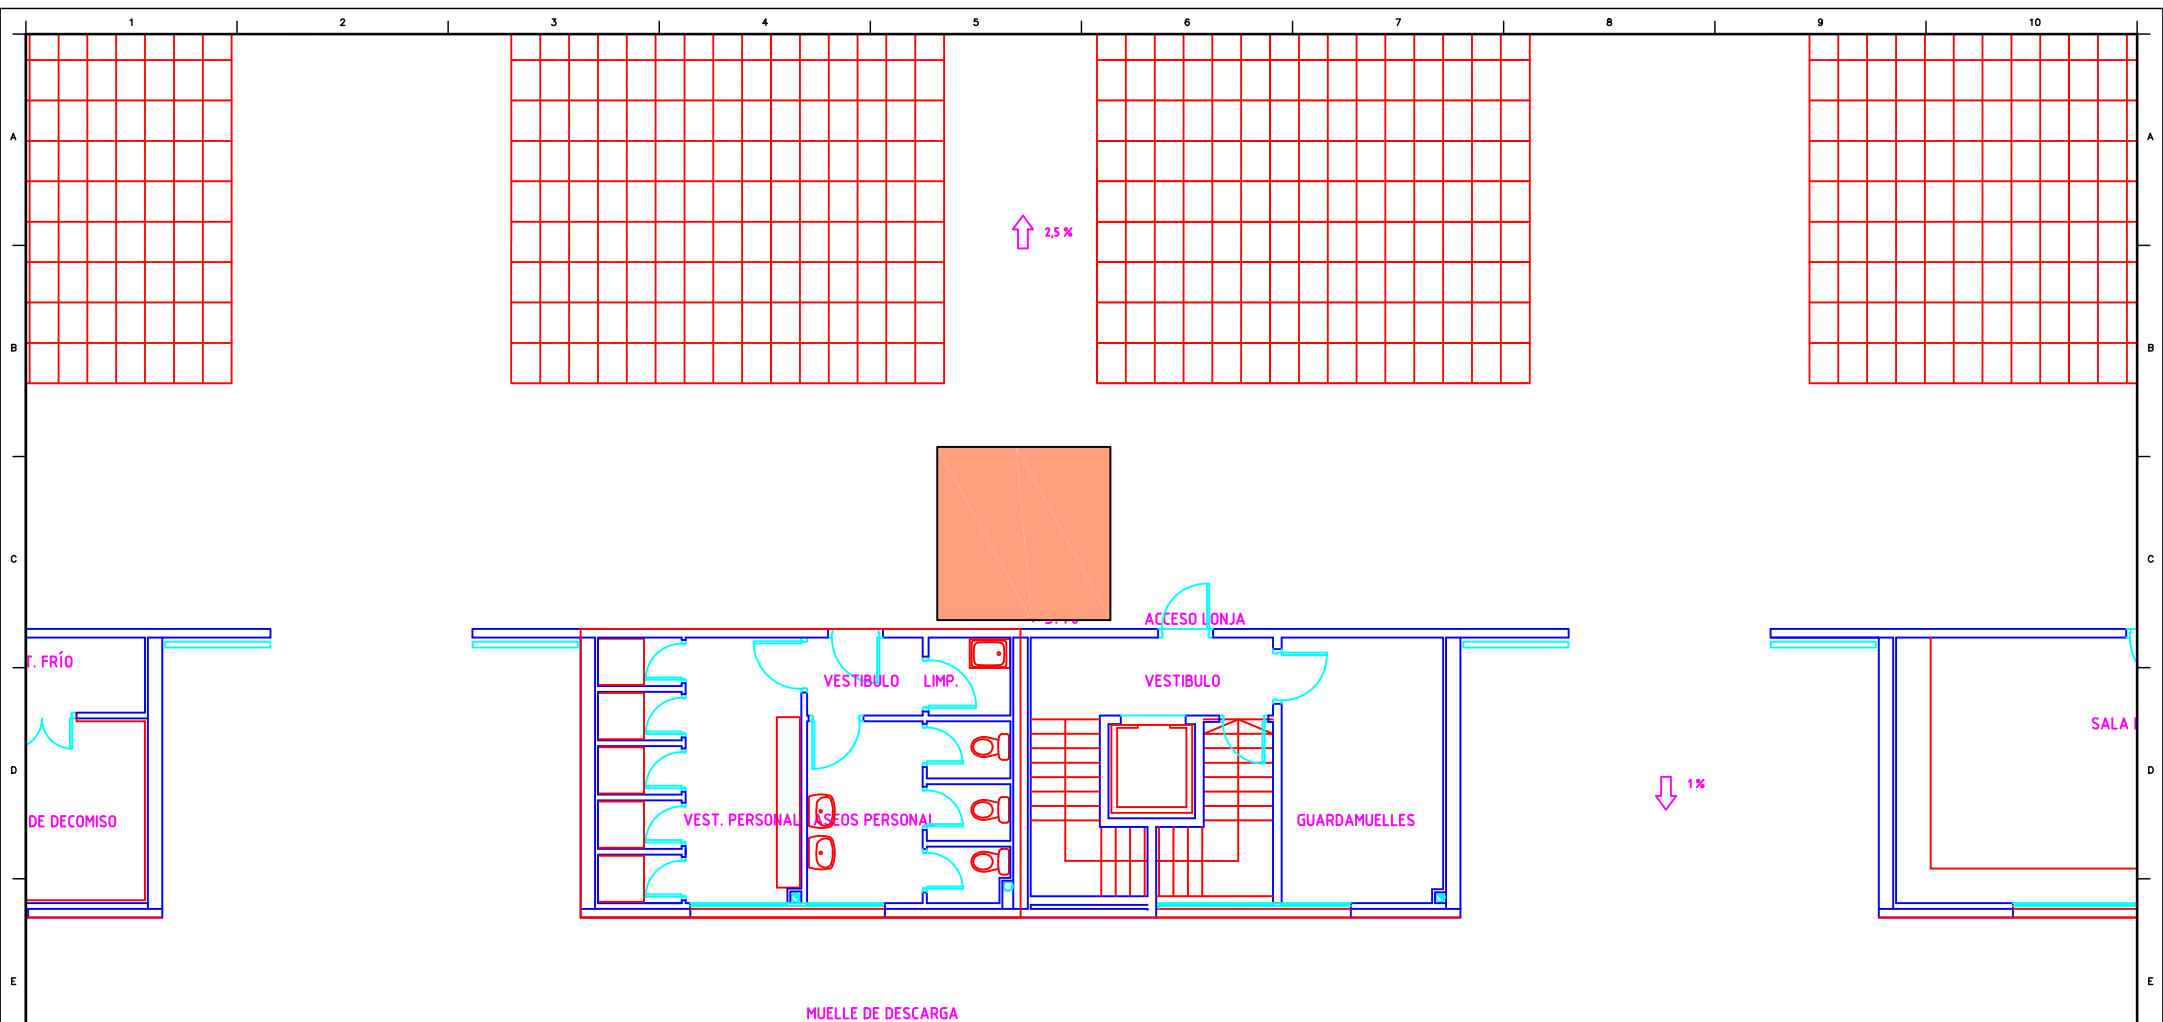 1 2 3 4 5 6 7 8 9 10
A A
2,5 %
B B
C C
ACCESO LONJA
T. FRÍO
VESTIBULO LIMP. VESTIBULO
SALA
D D
1 %
DE DECOMISO VEST. PERSONAL ASEOS PERSONAL GUARDAMUELLES
E E
MUELLE DE DESCARGA